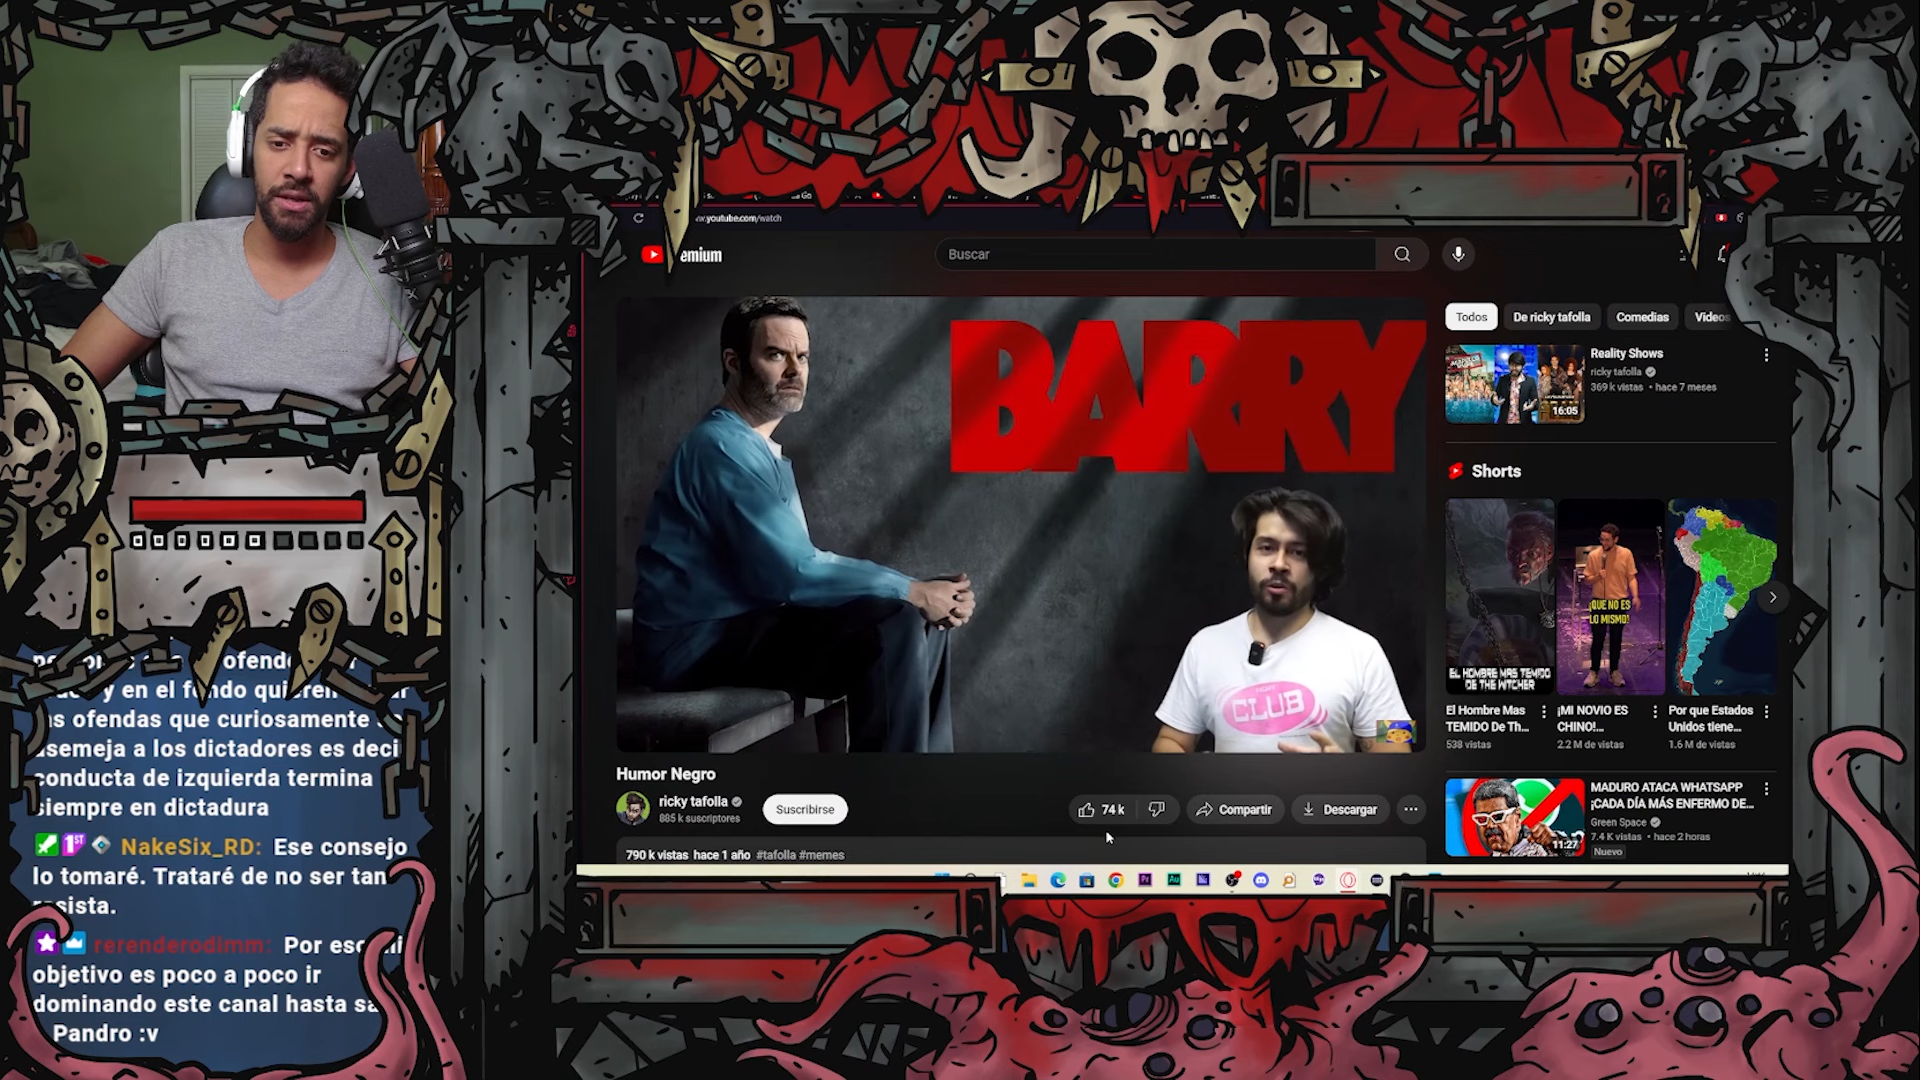 youtube.com/watch
emium
Buscar
BARRY
CLUB
Todos
De ricky tafolla
Comedias
Videos
Reality Shows
ricky tafolla
369 k vistas • hace 7 meses
16:05
Shorts
EL HOMBRE MAS TEMIDO
DE THE WITCHER
¡QUE NO ES
LO MISMO!
El Hombre Mas
TEMIDO De Th...
538 vistas
¡MI NOVIO ES
CHINO!...
2.2 M de vistas
Por que Estados
Unidos tiene...
1.6 M de vistas
MADURO ATACA WHATSAPP
¡CADA DÍA MÁS ENFERMO DE...
Green Space
7.4 K vistas • hace 2 horas
Nuevo
11:27
Humor Negro
ricky tafolla
885 k suscriptores
Suscribirse
74 k
Compartir
Descargar
790 k vistas hace 1 año #tafolla #memes
ofend
y en el fondo quieren
ofendas que curiosamente
asemeja a los dictadores es deci
conducta de izquierda termina
siempre en dictadura
1ST NakeSix_RD: Ese consejo
lo tomaré. Trataré de no ser tan
rerenderodimm: Por eso mi
objetivo es poco a poco ir
dominando este canal hasta
Pandro :v